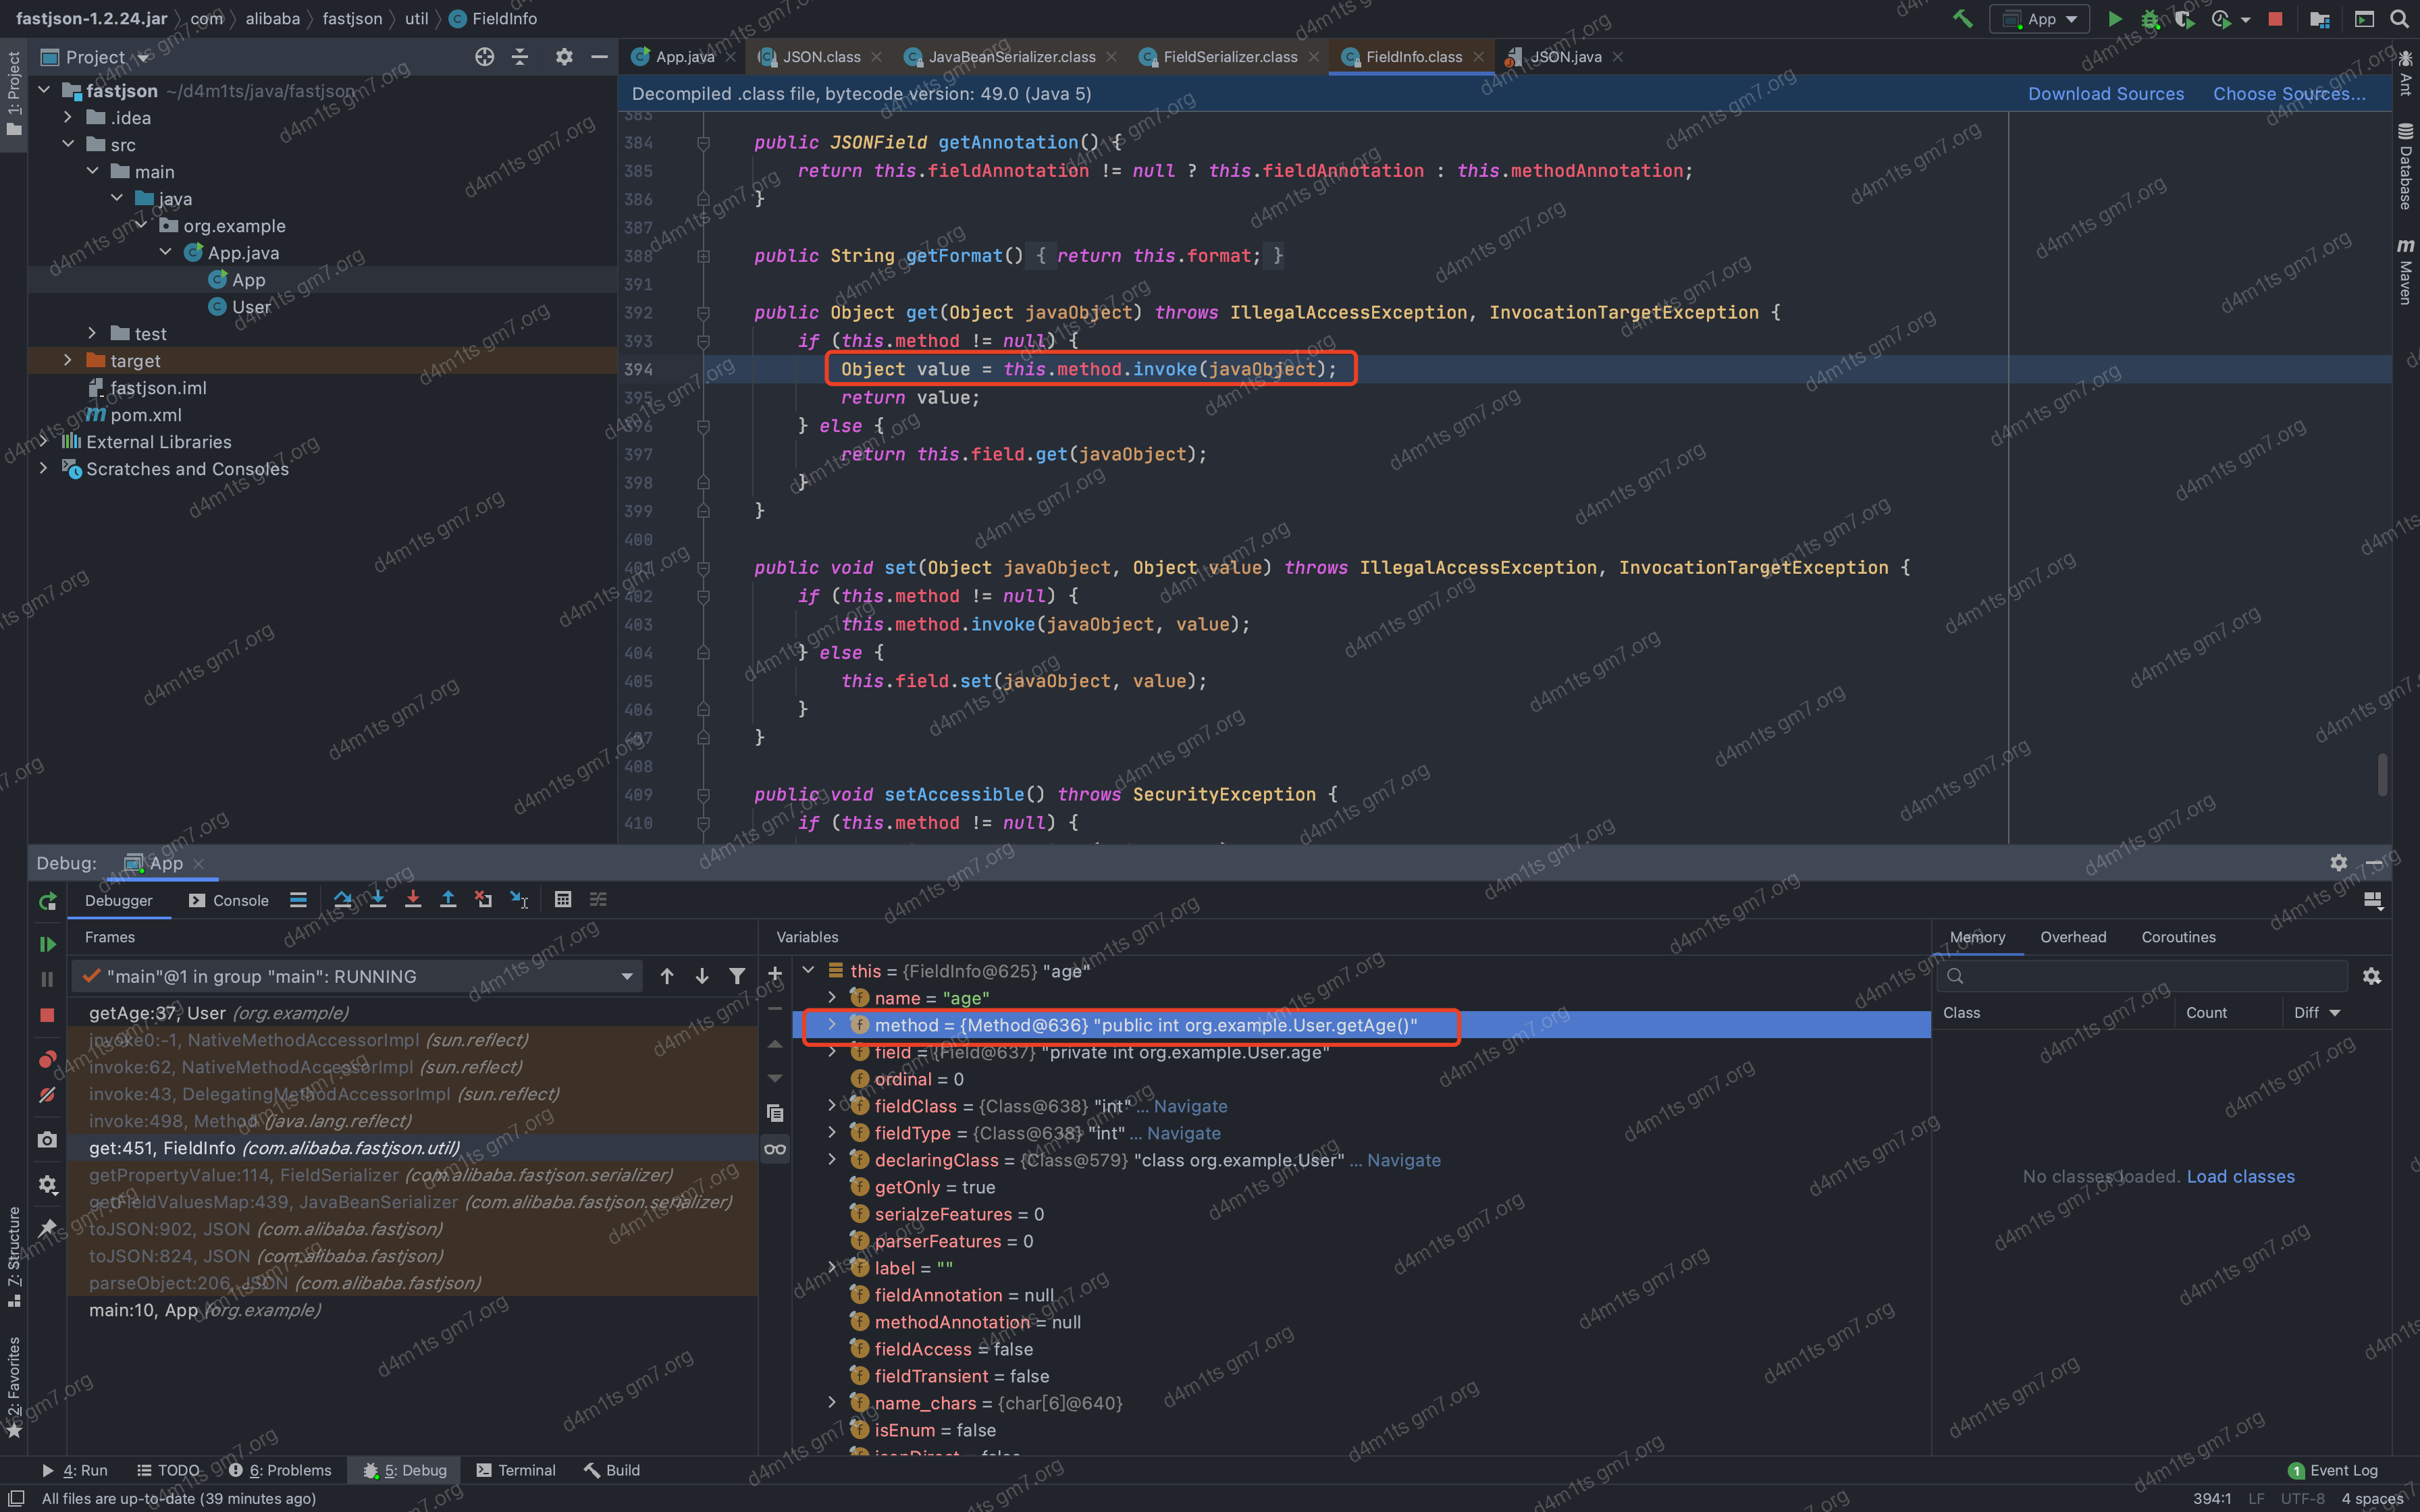 fastjson-1.2.24.jar com alibaba fastjson util FieldInfo
App
1: Project
Project
App.java
JSON.class
JavaBeanSerializer.class
FieldSerializer.class
FieldInfo.class
JSON.java
Ant
Database
Maven
fastjson ~/d4m1ts/java/fastjson
.idea
src
main
java
org.example
App.java
App
User
test
target
fastjson.iml
pom.xml
External Libraries
Scratches and Consoles
Decompiled .class file, bytecode version: 49.0 (Java 5)
Download Sources
Choose Sources...
383
384 public JSONField getAnnotation() {
385 return this.fieldAnnotation != null ? this.fieldAnnotation : this.methodAnnotation;
386 }
387
388 public String getFormat() { return this.format; }
391
392 public Object get(Object javaObject) throws IllegalAccessException, InvocationTargetException {
393 if (this.method != null) {
394 Object value = this.method.invoke(javaObject);
395 return value;
396 } else {
397 return this.field.get(javaObject);
398 }
399 }
400
401 public void set(Object javaObject, Object value) throws IllegalAccessException, InvocationTargetException {
402 if (this.method != null) {
403 this.method.invoke(javaObject, value);
404 } else {
405 this.field.set(javaObject, value);
406 }
407 }
408
409 public void setAccessible() throws SecurityException {
410 if (this.method != null) {
Debug: App
Debugger
Console
Frames
"main"@1 in group "main": RUNNING
getAge:37, User (org.example)
invoke0:-1, NativeMethodAccessorImpl (sun.reflect)
invoke:62, NativeMethodAccessorImpl (sun.reflect)
invoke:43, DelegatingMethodAccessorImpl (sun.reflect)
invoke:498, Method (java.lang.reflect)
get:451, FieldInfo (com.alibaba.fastjson.util)
getPropertyValue:114, FieldSerializer (com.alibaba.fastjson.serializer)
getFieldValuesMap:439, JavaBeanSerializer (com.alibaba.fastjson.serializer)
toJSON:902, JSON (com.alibaba.fastjson)
toJSON:824, JSON (com.alibaba.fastjson)
parseObject:206, JSON (com.alibaba.fastjson)
main:10, App (org.example)
Variables
this = {FieldInfo@625} "age"
name = "age"
method = {Method@636} "public int org.example.User.getAge()"
field = {Field@637} "private int org.example.User.age"
ordinal = 0
fieldClass = {Class@638} "int" ... Navigate
fieldType = {Class@638} "int" ... Navigate
declaringClass = {Class@579} "class org.example.User" ... Navigate
getOnly = true
serialzeFeatures = 0
parserFeatures = 0
label = ""
fieldAnnotation = null
methodAnnotation = null
fieldAccess = false
fieldTransient = false
name_chars = {char[6]@640}
isEnum = false
jsonDirect = false
Memory
Overhead
Coroutines
Class
Count
Diff
No classes loaded. Load classes
7: Structure
2: Favorites
4: Run
TODO
6: Problems
5: Debug
Terminal
Build
1 Event Log
All files are up-to-date (39 minutes ago)
394:1 LF UTF-8 4 spaces
d4m1ts gm7.org